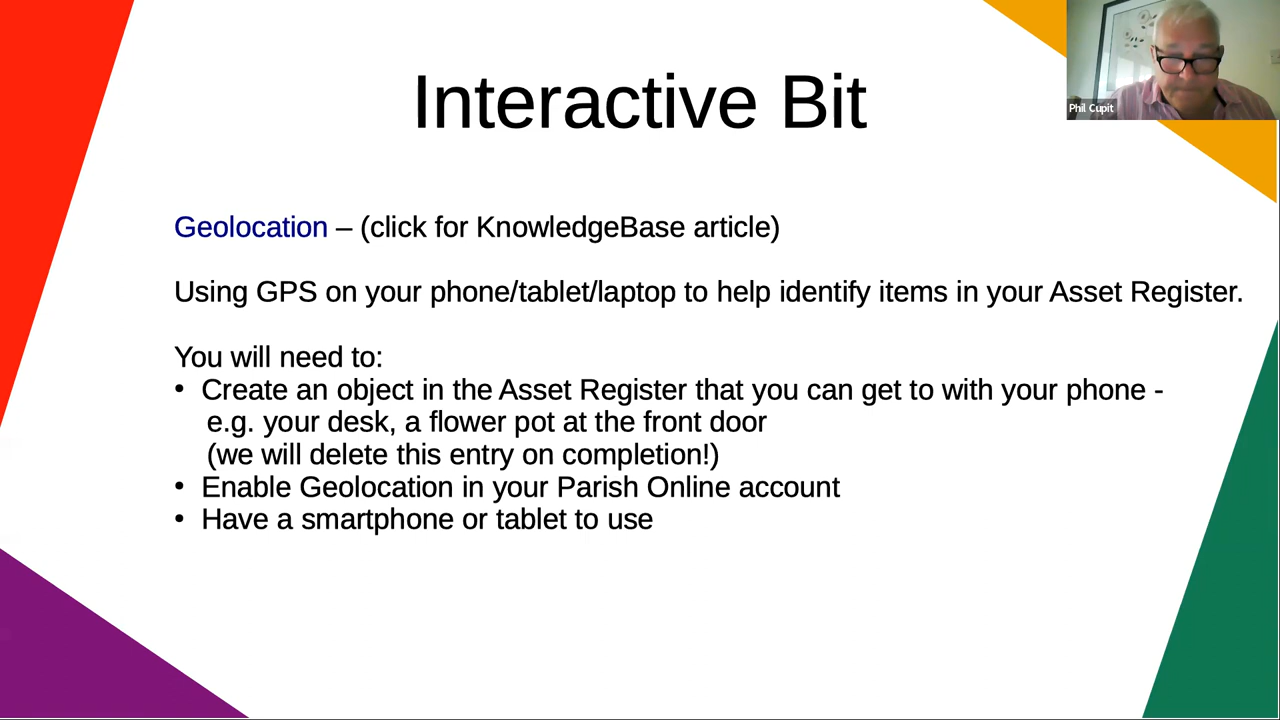 Interactive Bit
Phil Cupit
Geolocation – (click for KnowledgeBase article)
Using GPS on your phone/tablet/laptop to help identify items in your Asset Register.
You will need to:
• Create an object in the Asset Register that you can get to with your phone -
e.g. your desk, a flower pot at the front door
(we will delete this entry on completion!)
• Enable Geolocation in your Parish Online account
• Have a smartphone or tablet to use